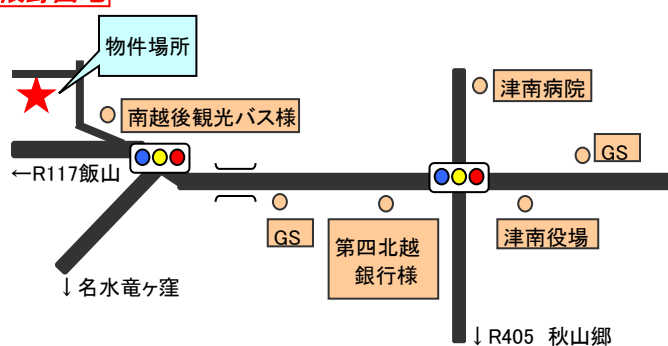 物件場所
津南病院
南越後観光バス様
GS
←R117飯山
GS
第四北越
銀行様
津南役場
↓名水竜ヶ窪
↓R405 秋山郷